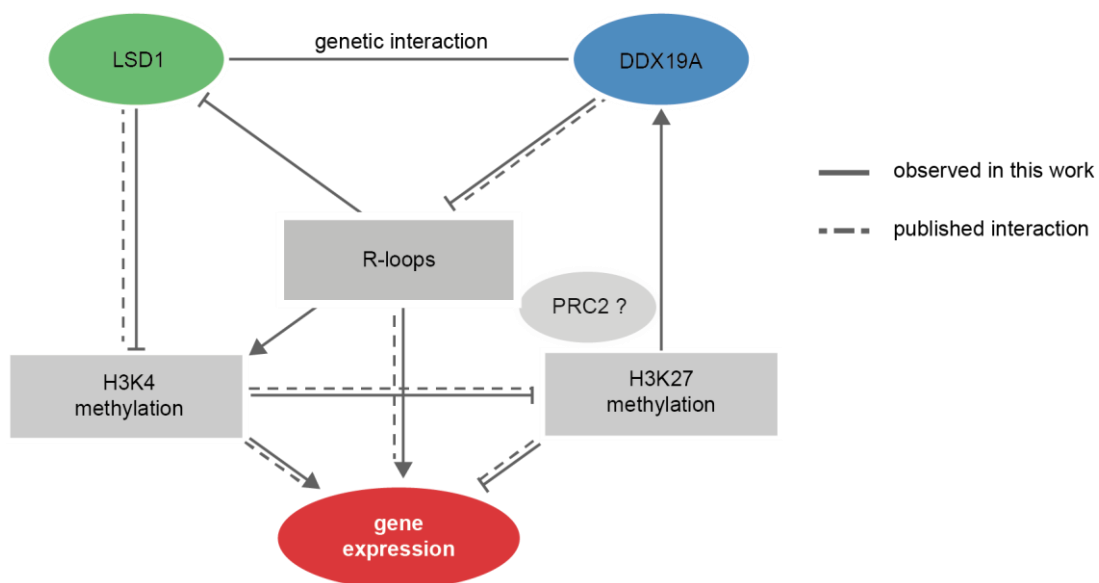 genetic interaction
LSD1
DDX19A
observed in this work
published interaction
R-loops
PRC2 ?
H3K4
methylation
H3K27
methylation
gene
expression